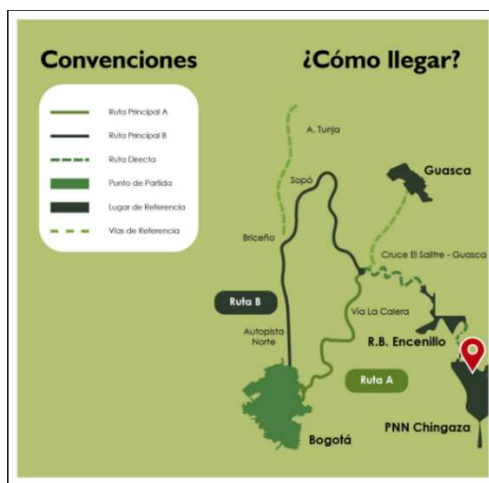 Convenciones
Ruta Principal A
Ruta Principal B
Ruta Directa
Punto de Partida
Lugar de Referencia
Vías de Referencia
¿Cómo llegar?
A. Tunja
Sopó
Guasca
Briceño
Cruce El Salitre - Guasca
Ruta B
Vía La Calera
Autopista
Norte
R.B. Encenillo
Ruta A
PNN Chingaza
Bogotá